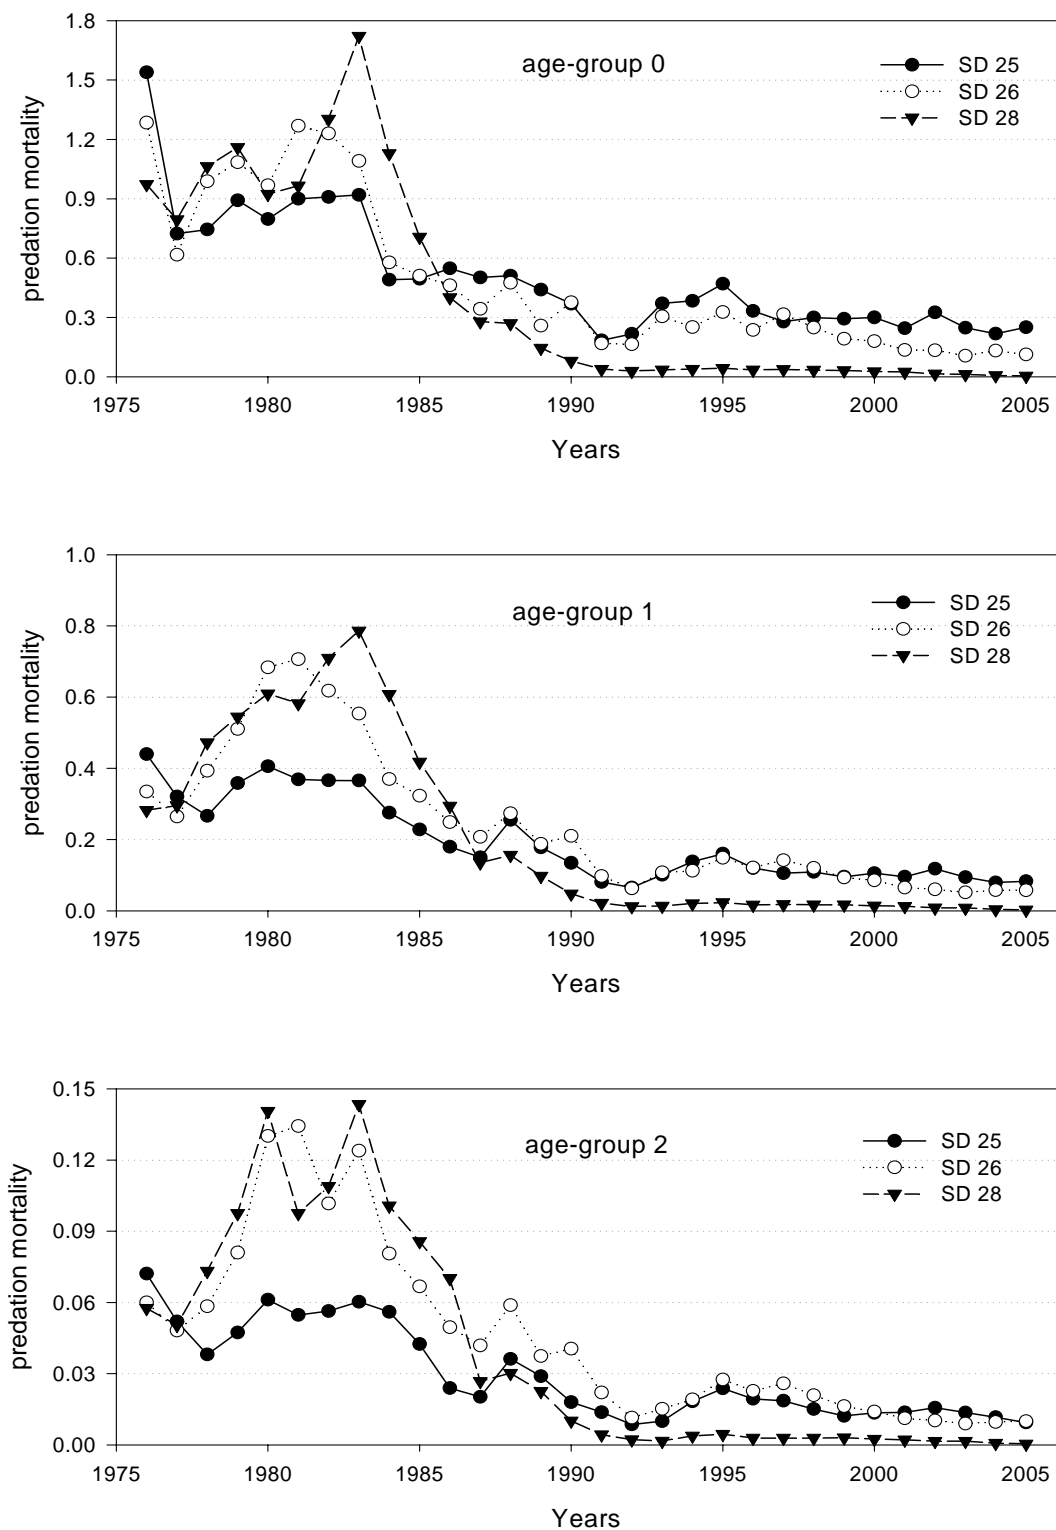 1.8
age-group 0
SD 25
SD 26
SD 28
1.5
1.2
0.9
0.6
0.3
0.0
predation mortality
1975 1980 1985 1990 1995 2000 2005
Years
1.0
age-group 1
SD 25
SD 26
SD 28
0.8
0.6
0.4
0.2
0.0
predation mortality
1975 1980 1985 1990 1995 2000 2005
Years
0.15
age-group 2
SD 25
SD 26
SD 28
0.12
0.09
0.06
0.03
0.00
predation mortality
1975 1980 1985 1990 1995 2000 2005
Years